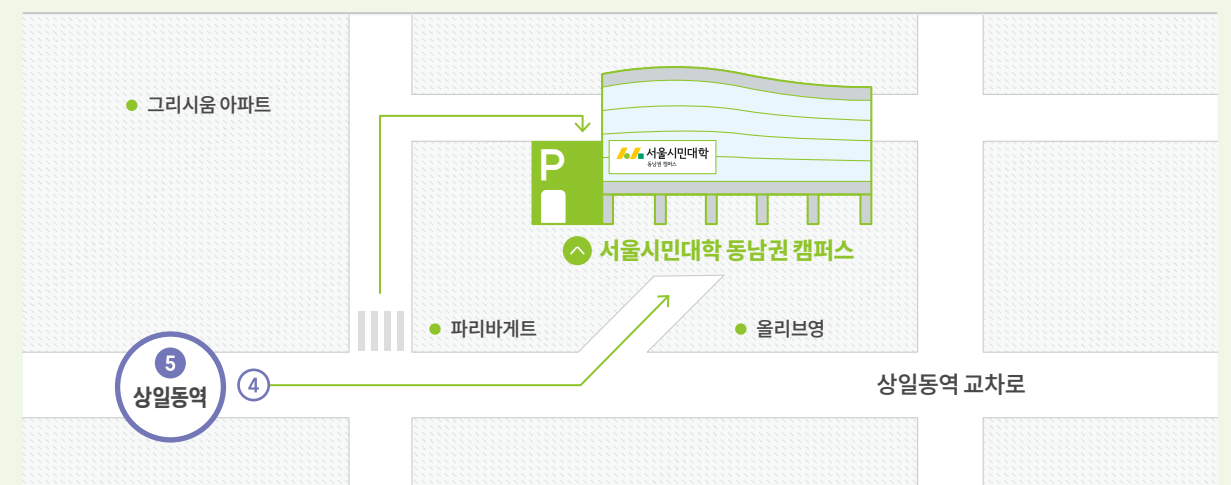 그리시움 아파트
P
서울시민대학
동남권 캠퍼스
서울시민대학 동남권 캠퍼스
파리바게트
올리브영
5
상일동역
4
상일동역 교차로